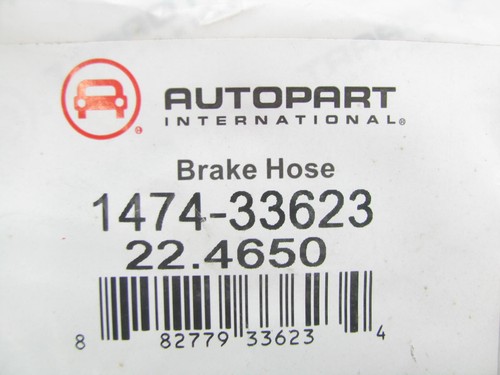 AUTOPART
INTERNATIONAL®
Brake Hose
1474-33623
22.4650
8 82779 33623 4